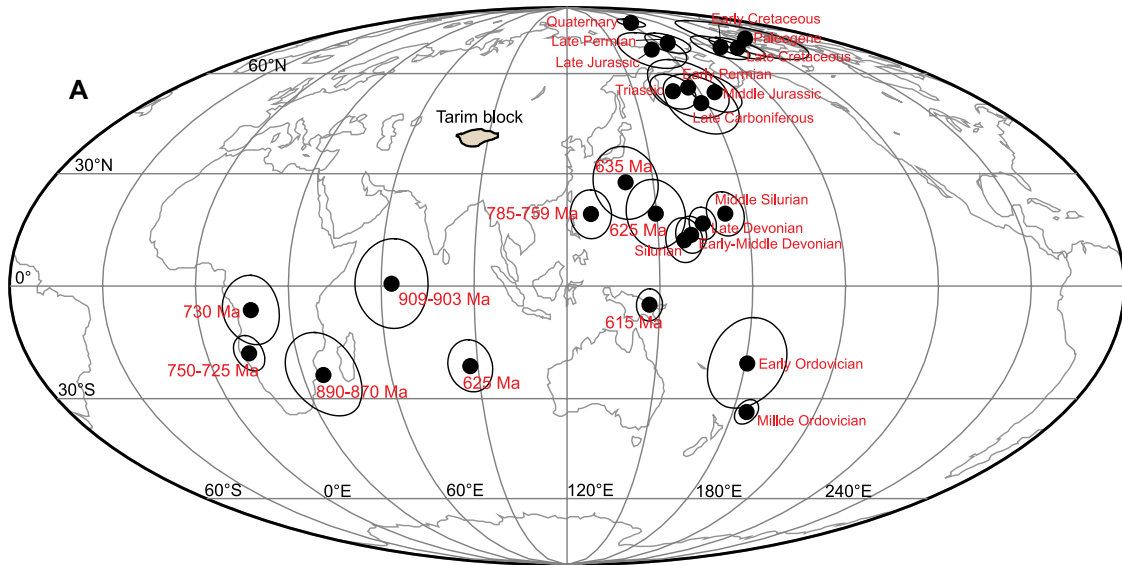 Early Cretaceous
Quaternary
Paleogene
Late Permian
Late Cretaceous
Late Jurassic
60°N
Early Permian
A
Triassic
Middle Jurassic
Late Carboniferous
Tarim block
30°N
635 Ma
Middle Silurian
785-759 Ma
625 Ma
Late Devonian
Early-Middle Devonian
Silurian
0°
909-903 Ma
730 Ma
615 Ma
750-725 Ma
Early Ordovician
625 Ma
890-870 Ma
30°S
Millde Ordovician
60°S
0°E
60°E
120°E
180°E
240°E